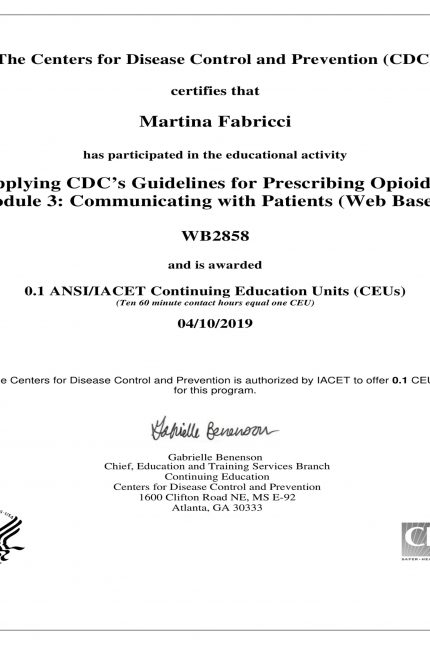 The Centers for Disease Control and Prevention (CDC
certifies that
Martina Fabricci
has participated in the educational activity
pplying CDC's Guidelines for Prescribing Opioid
odule 3: Communicating with Patients (Web Base
WB2858
and is awarded
0.1 ANSI/IACET Continuing Education Units (CEUs)
(Ten 60 minute contact hours equal one CEU)
04/10/2019
e Centers for Disease Control and Prevention is authorized by IACET to offer 0.1 CEU
for this program.
Gabrielle Benenson
Gabrielle Benenson
Chief, Education and Training Services Branch
Continuing Education
Centers for Disease Control and Prevention
1600 Clifton Road NE, MS E-92
Atlanta, GA 30333